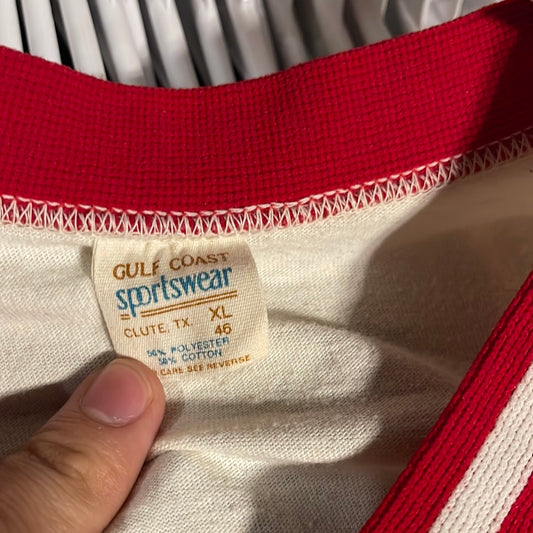 GULF COAST
sportswear
CLUTE, TX. XL
46
50% POLYESTER
50% COTTON
CARE SEE REVERSE